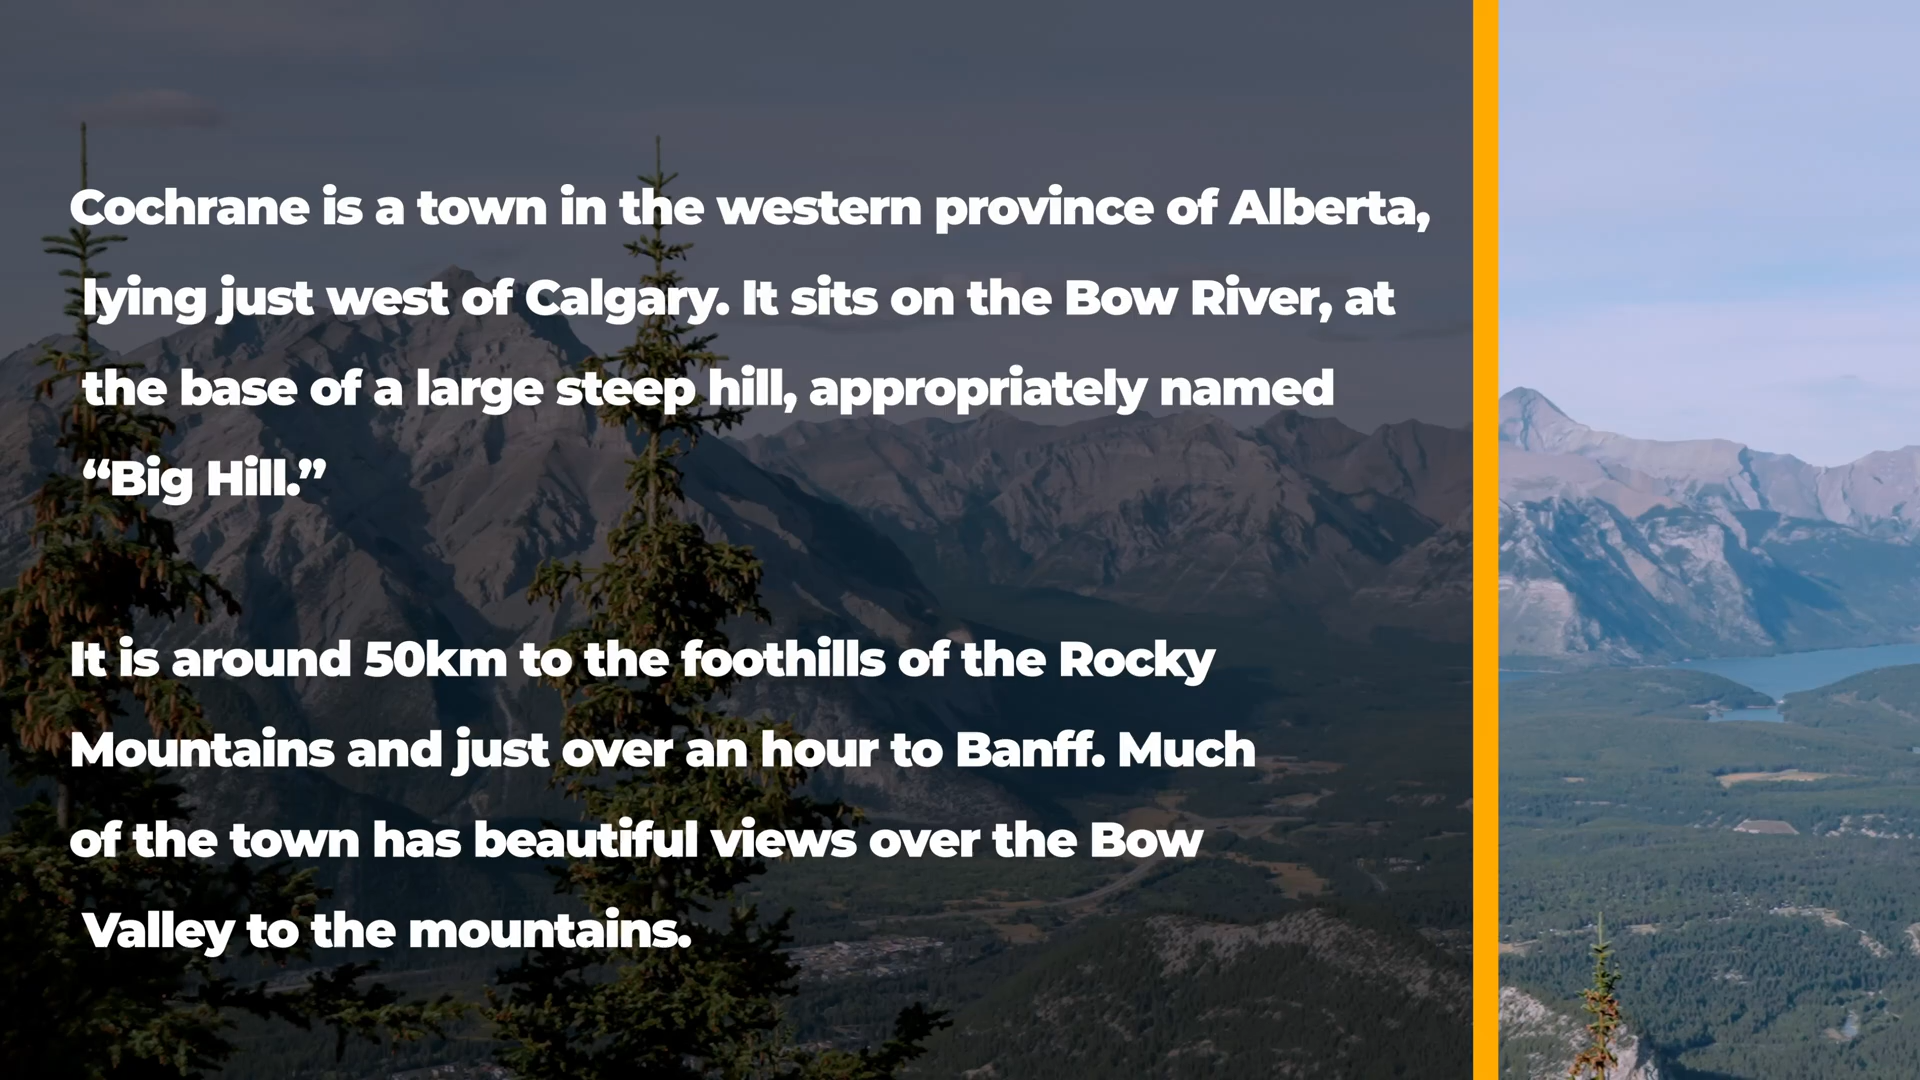 Cochrane is a town in the western province of Alberta,
lying just west of Calgary. It sits on the Bow River, at
the base of a large steep hill, appropriately named
“Big Hill.”
It is around 50km to the foothills of the Rocky
Mountains and just over an hour to Banff. Much
of the town has beautiful views over the Bow
Valley to the mountains.